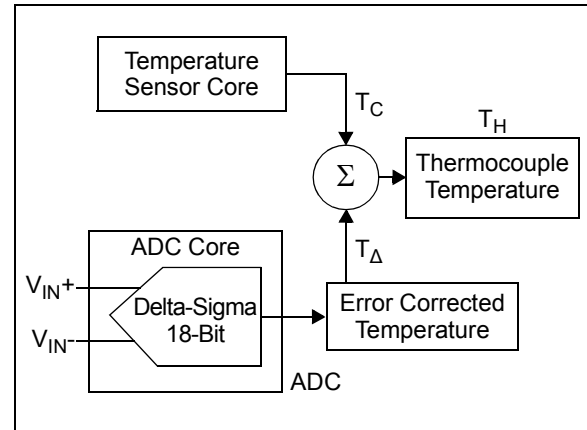 Temperature
Sensor Core
T_C
T_H
Σ
Thermocouple
Temperature
ADC Core
T_Δ
V_IN+
Delta-Sigma
18-Bit
V_IN-
Error Corrected
Temperature
ADC